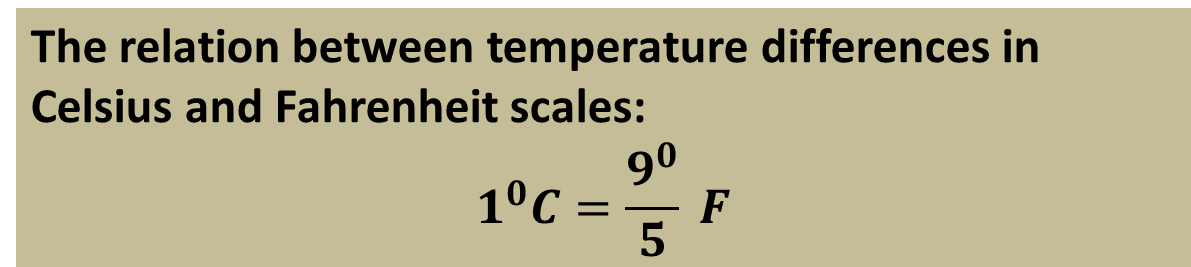 The relation between temperature differences in
Celsius and Fahrenheit scales:
1⁰C = 9⁰/5 F